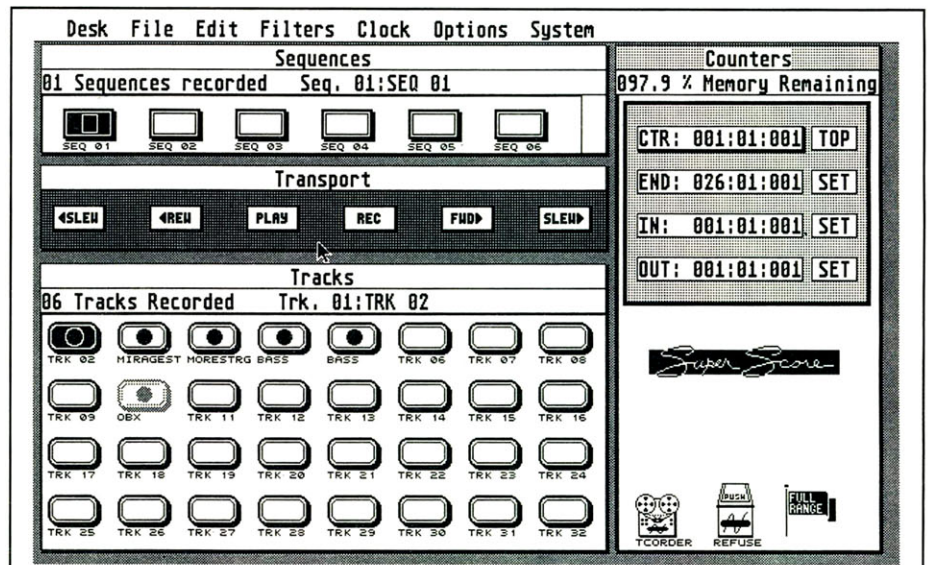 Desk File Edit Filters Clock Options System
Sequences
01 Sequences recorded Seq. 01:SEQ 01
SEQ 01 SEQ 02 SEQ 03 SEQ 04 SEQ 05 SEQ 06
Transport
SLEW REW PLAY REC FWD SLEW
Tracks
06 Tracks Recorded Trk. 01:TRK 02
TRK 02 MIRAGEST MORESTRG BASS BASS TRK 06 TRK 07 TRK 08
TRK 09 OBX TRK 11 TRK 12 TRK 13 TRK 14 TRK 15 TRK 16
TRK 17 TRK 18 TRK 19 TRK 20 TRK 21 TRK 22 TRK 23 TRK 24
TRK 25 TRK 26 TRK 27 TRK 28 TRK 29 TRK 30 TRK 31 TRK 32
Counters
097.9 % Memory Remaining
CTR: 001:01:001 TOP
END: 026:01:001 SET
IN: 001:01:001 SET
OUT: 001:01:001 SET
Super Score
PUSH
FULL RANGE
TCORDER REFUSE